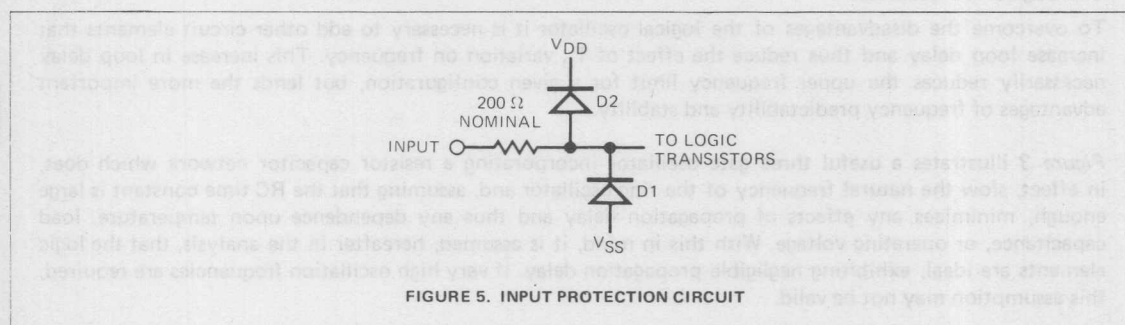 To overcome the disadvantages of the logical oscillator it is necessary to add other circuit elements that
increase loop delay and thus reduce the effect of variation on frequency. This increase in loop delay
necessarily reduces the upper frequency limit for a given configuration, but lends the more important
advantages of frequency predictability and stability.
VDD
D2
200 Ω
NOMINAL
INPUT
TO LOGIC
TRANSISTORS
Figure 3 illustrates a useful three gate oscillator incorporating a resistor capacitor network which does,
in effect, slow the natural frequency of the ring oscillator and, assuming that the RC time constant is large
enough, minimizes any effects of propagation delay and thus any dependence upon temperature, load
D1
capacitance, or operating voltage. With this in mind, it is assumed, hereafter in the analysis, that the logic
VSS
elements are ideal, exhibiting negligible propagation delay. If very high oscillation frequencies are required,
this assumption may not be valid.
FIGURE 5. INPUT PROTECTION CIRCUIT